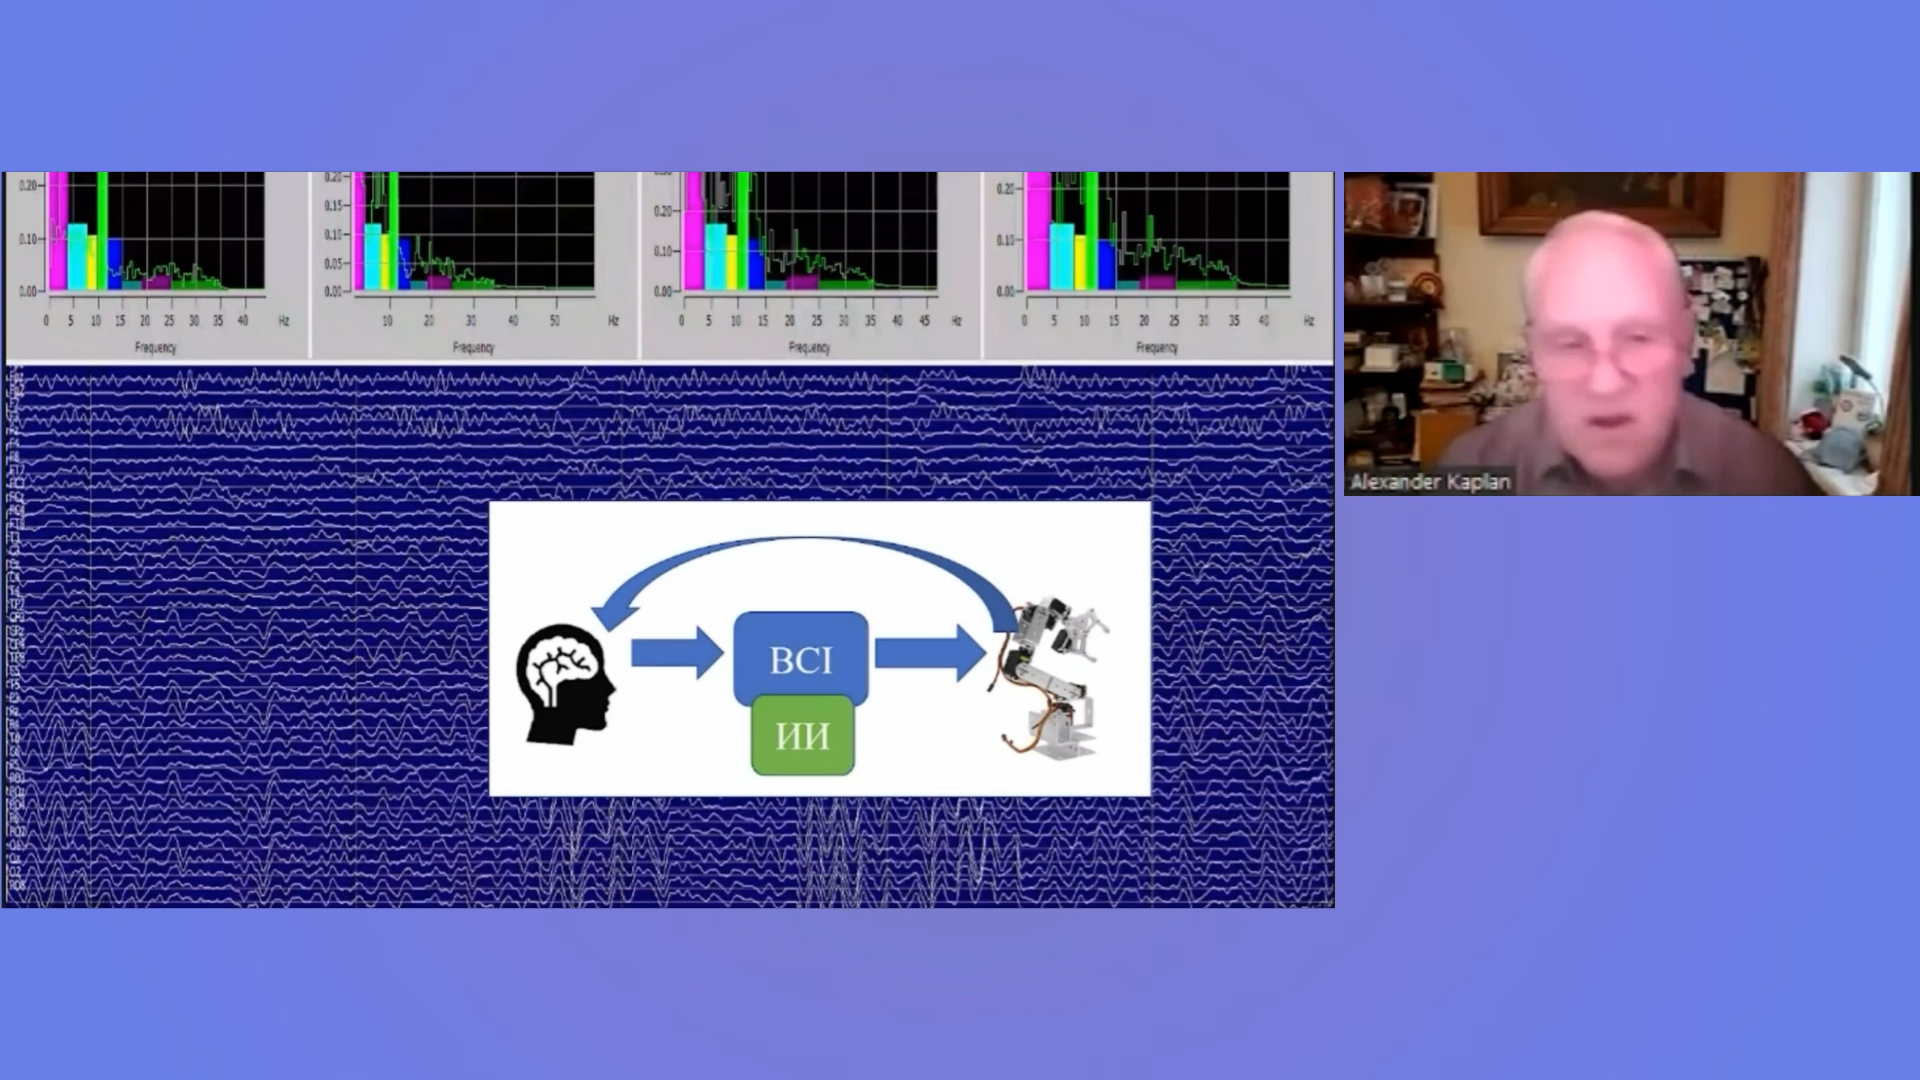 0.20
0.10
0.00
0 5 10 15 20 25 30 35 40 Hz
Frequency
0.20
0.15
0.10
0.05
0.00
10 20 30 40 50 Hz
Frequency
0.20
0.10
0.00
0 5 10 15 20 25 30 35 40 45 Hz
Frequency
0.20
0.10
0.00
0 5 10 15 20 25 30 35 40 Hz
Frequency
BCI
ИИ
Alexander Kaplan